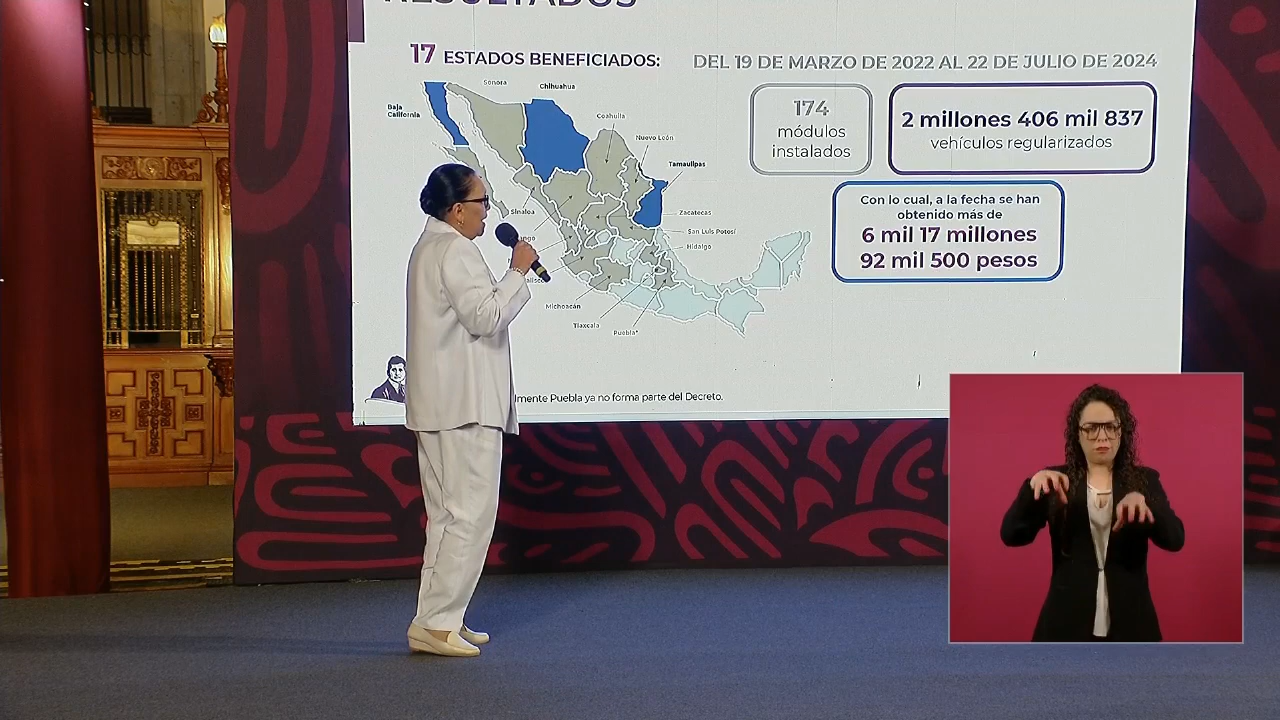 RESULTADOS
17 ESTADOS BENEFICIADOS:
DEL 19 DE MARZO DE 2022 AL 22 DE JULIO DE 2024
Sonora
Chihuahua
Baja
California
Coahuila
Nuevo León
Tamaulipas
Sinaloa
Zacatecas
San Luis Potosí
Hidalgo
Michoacán
Tlaxcala
Puebla*
174
módulos
instalados
2 millones 406 mil 837
vehículos regularizados
Con lo cual, a la fecha se han
obtenido más de
6 mil 17 millones
92 mil 500 pesos
Puebla ya no forma parte del Decreto.